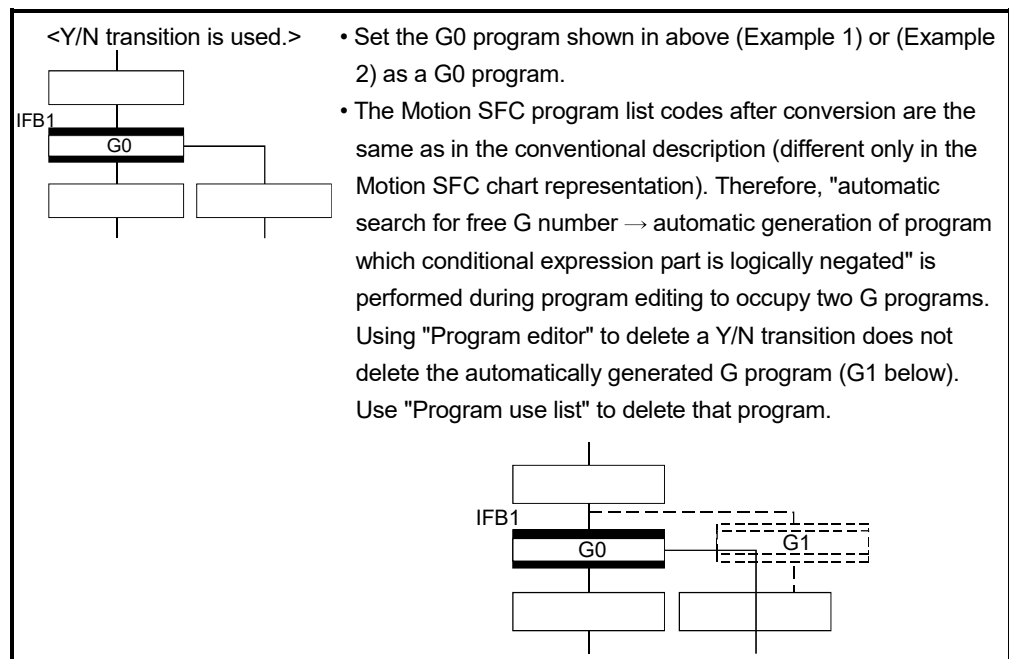 <Y/N transition is used.>
IFB1
G0
• Set the G0 program shown in above (Example 1) or (Example
2) as a G0 program.
• The Motion SFC program list codes after conversion are the
same as in the conventional description (different only in the
Motion SFC chart representation). Therefore, "automatic
search for free G number → automatic generation of program
which conditional expression part is logically negated" is
performed during program editing to occupy two G programs.
Using "Program editor" to delete a Y/N transition does not
delete the automatically generated G program (G1 below).
Use "Program use list" to delete that program.
IFB1
G0
G1